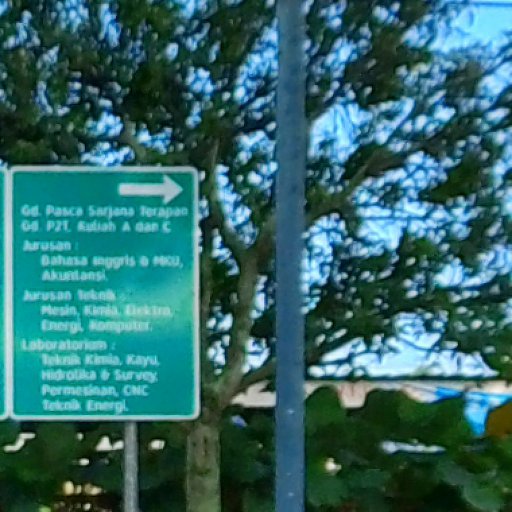 Gd. Pasca Sarjana Terapan
Gd. P2T, Kuliah A dan C
Jurusan :
Bahasa Inggris & MKU,
Akuntansi.
Jurusan Teknik :
Mesin, Kimia, Elektro,
Energi, Komputer.
Laboratorium :
Teknik Kimia, Kayu,
Hidrolika & Survey,
Permesinan, CNC
Teknik Energi.